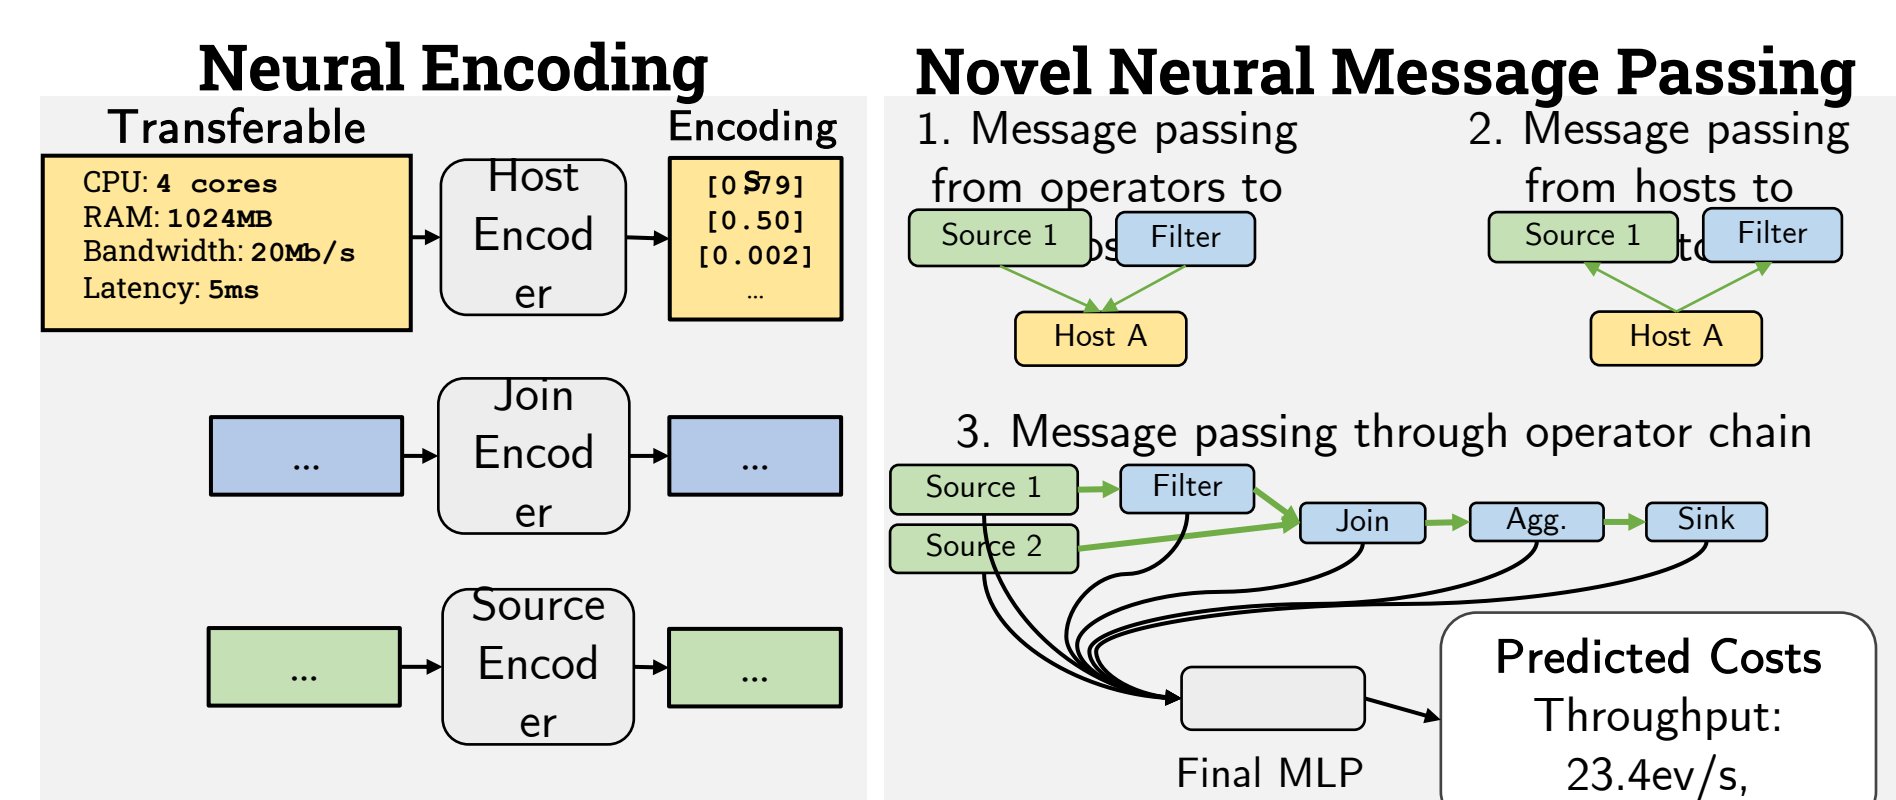 Neural Encoding
Transferable
Encoding
s
CPU: 4 cores
RAM: 1024MB
Bandwidth: 20Mb/s
Latency: 5ms
Host
Encod
er
[0.79]
[0.50]
[0.002]
...
...
Join
Encod
er
...
...
Source
Encod
er
...
Novel Neural Message Passing
1. Message passing
from operators to
Source 1
Filter
Host A
2. Message passing
from hosts to
Source 1
Filter
Host A
3. Message passing through operator chain
Source 1
Filter
Source 2
Join
Agg.
Sink
Final MLP
Predicted Costs
Throughput:
23.4ev/s,